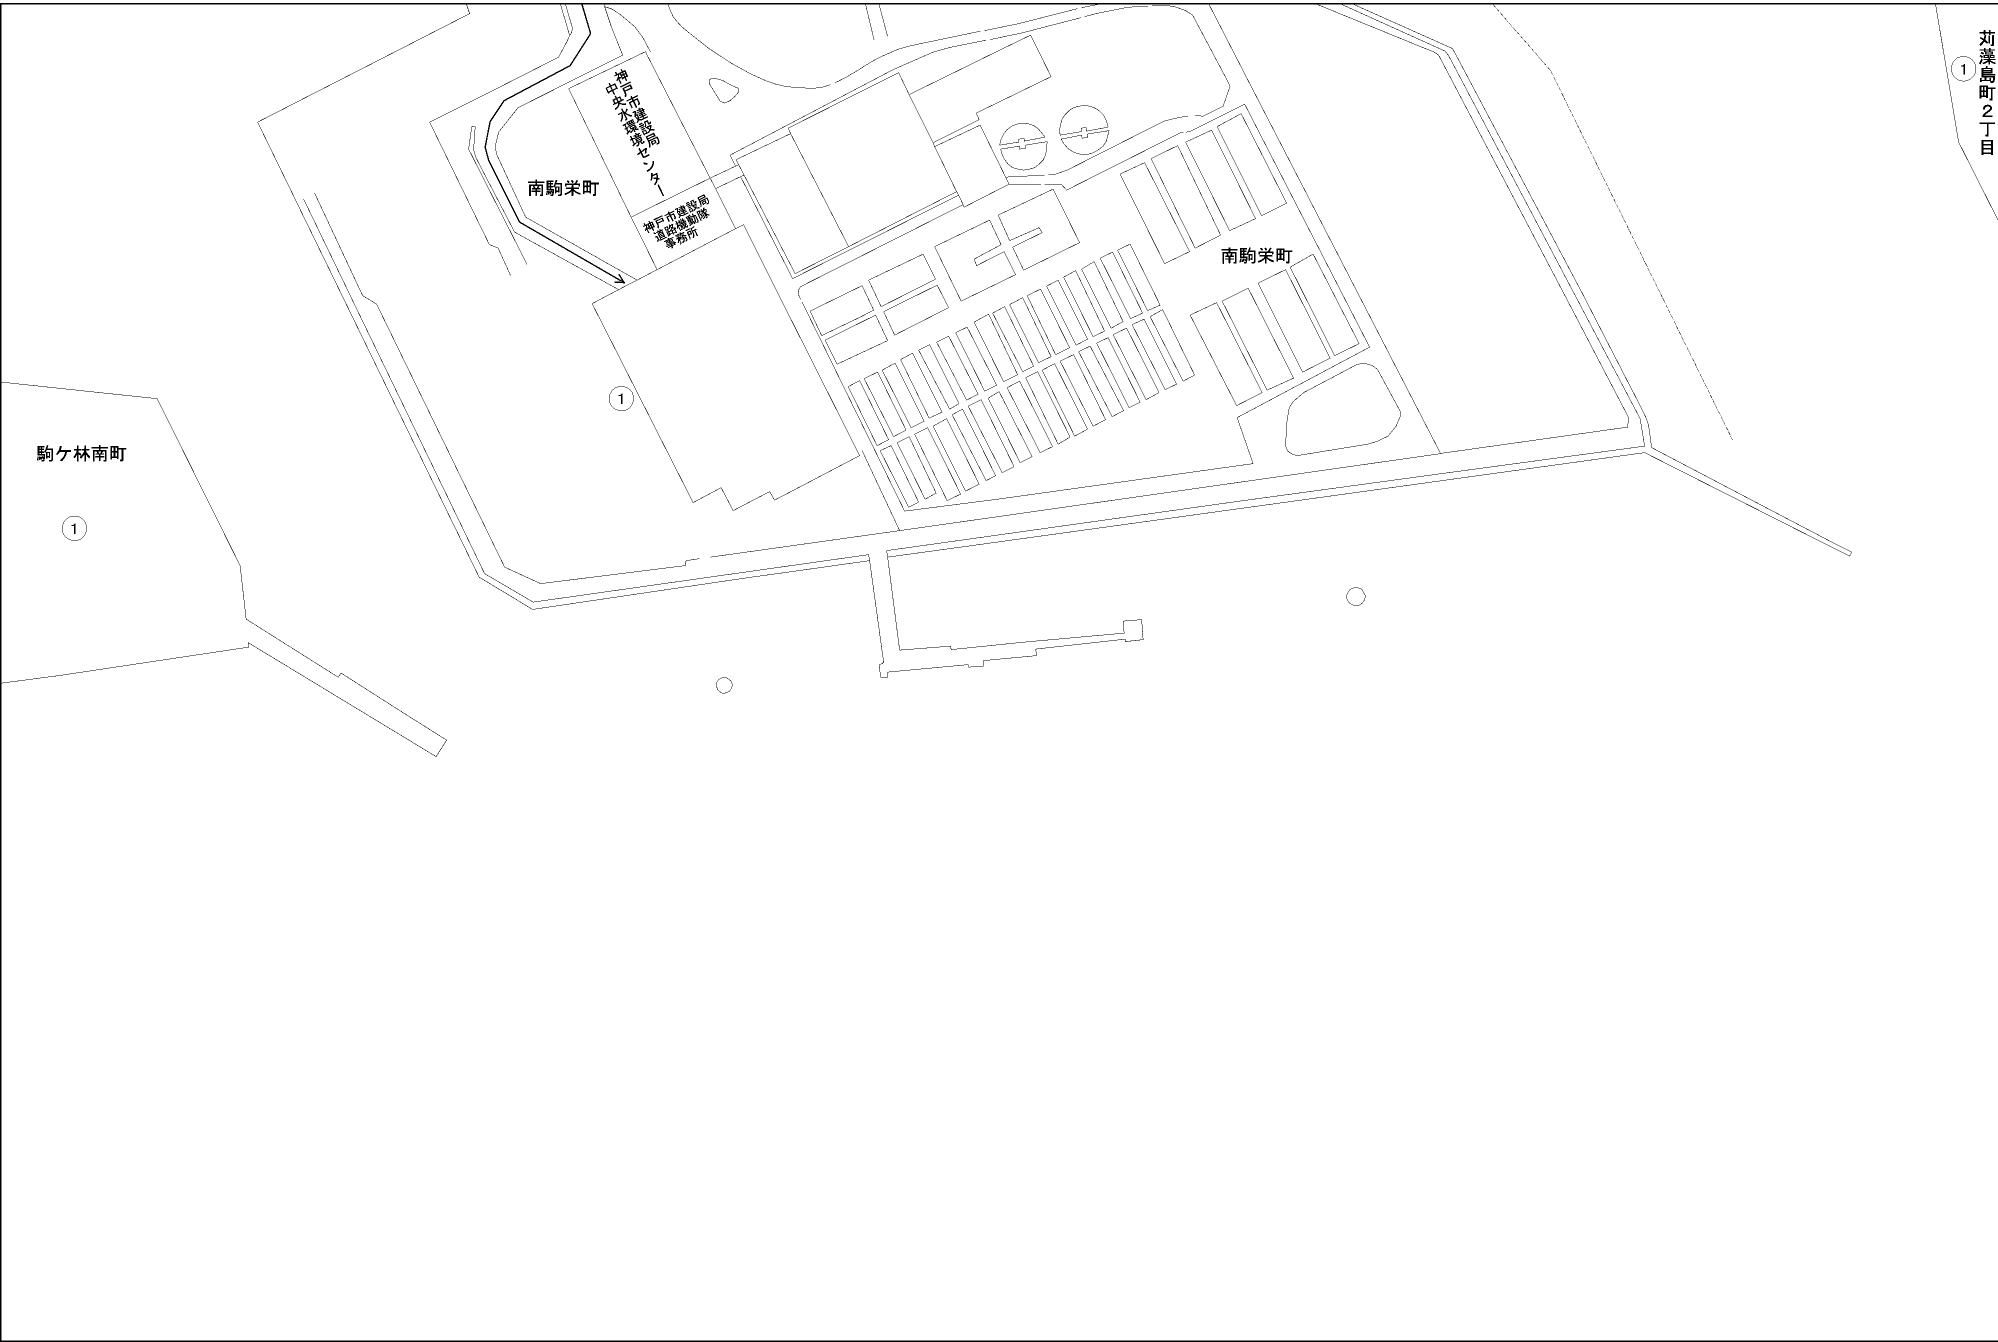 神戸市建設局
中央水環境センター
南駒栄町
神戸市建設局
道路機動隊
事務所
南駒栄町
1
駒ケ林南町
1
苅藻島町2丁目
1